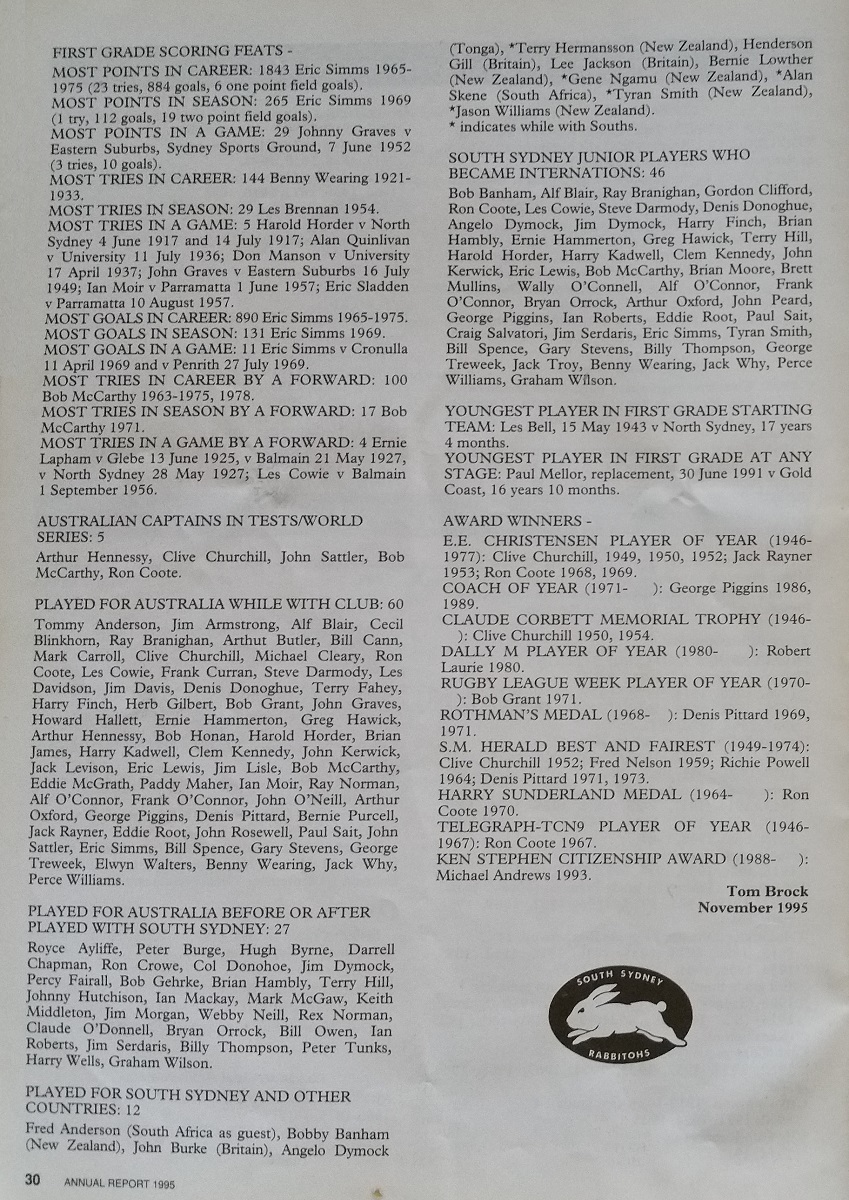 FIRST GRADE SCORING FEATS -
MOST POINTS IN CAREER: 1843 Eric Simms 1965-
1975 (23 tries, 884 goals, 6 one point field goals).
MOST POINTS IN SEASON: 265 Eric Simms 1969
(1 try, 112 goals, 19 two point field goals).
MOST POINTS IN A GAME: 29 Johnny Graves v
Eastern Suburbs, Sydney Sports Ground, 7 June 1952
(3 tries, 10 goals).
MOST TRIES IN CAREER: 144 Benny Wearing 1921-
1933.
MOST TRIES IN SEASON: 29 Les Brennan 1954.
MOST TRIES IN A GAME: 5 Harold Horder v North
Sydney 4 June 1917 and 14 July 1917; Alan Quinlivan
v University 11 July 1936; Don Manson v University
17 April 1937; John Graves v Eastern Suburbs 16 July
1949; Ian Moir v Parramatta 1 June 1957; Eric Sladden
v Parramatta 10 August 1957.
MOST GOALS IN CAREER: 890 Eric Simms 1965-1975.
MOST GOALS IN SEASON: 131 Eric Simms 1969.
MOST GOALS IN A GAME: 11 Eric Simms v Cronulla
11 April 1969 and v Penrith 27 July 1969.
MOST TRIES IN CAREER BY A FORWARD: 100
Bob McCarthy 1963-1975, 1978.
MOST TRIES IN SEASON BY A FORWARD: 17 Bob
McCarthy 1971.
MOST TRIES IN A GAME BY A FORWARD: 4 Ernie
Lapham v Glebe 13 June 1925, v Balmain 21 May 1927,
v North Sydney 28 May 1927; Les Cowie v Balmain
1 September 1956.
AUSTRALIAN CAPTAINS IN TESTS/WORLD
SERIES: 5
Arthur Hennessy, Clive Churchill, John Sattler, Bob
McCarthy, Ron Coote.
PLAYED FOR AUSTRALIA WHILE WITH CLUB: 60
Tommy Anderson, Jim Armstrong, Alf Blair, Cecil
Blinkhorn, Ray Branighan, Arthut Butler, Bill Cann,
Mark Carroll, Clive Churchill, Michael Cleary, Ron
Coote, Les Cowie, Frank Curran, Steve Darmody, Les
Davidson, Jim Davis, Denis Donoghue, Terry Fahey,
Harry Finch, Herb Gilbert, Bob Grant, John Graves,
Howard Hallett, Ernie Hammerton, Greg Hawick,
Arthur Hennessy, Bob Honan, Harold Horder, Brian
James, Harry Kadwell, Clem Kennedy, John Kerwick,
Jack Levison, Eric Lewis, Jim Lisle, Bob McCarthy,
Eddie McGrath, Paddy Maher, Ian Moir, Ray Norman,
Alf O'Connor, Frank O'Connor, John O'Neill, Arthur
Oxford, George Piggins, Denis Pittard, Bernie Purcell,
Jack Rayner, Eddie Root, John Rosewell, Paul Sait, John
Sattler, Eric Simms, Bill Spence, Gary Stevens, George
Treweek, Elwyn Walters, Benny Wearing, Jack Why,
Perce Williams.
PLAYED FOR AUSTRALIA BEFORE OR AFTER
PLAYED WITH SOUTH SYDNEY: 27
Royce Ayliffe, Peter Burge, Hugh Byrne, Darrell
Chapman, Ron Crowe, Col Donohoe, Jim Dymock,
Percy Fairall, Bob Gehrke, Brian Hambly, Terry Hill,
Johnny Hutchison, Ian Mackay, Mark McGaw, Keith
Middleton, Jim Morgan, Webby Neill, Rex Norman,
Claude O'Donnell, Bryan Orrock, Bill Owen, Ian
Roberts, Jim Serdaris, Billy Thompson, Peter Tunks,
Harry Wells, Graham Wilson.
PLAYED FOR SOUTH SYDNEY AND OTHER
COUNTRIES: 12
Fred Anderson (South Africa as guest), Bobby Banham
(New Zealand), John Burke (Britain), Angelo Dymock
30 ANNUAL REPORT 1995
(Tonga), *Terry Hermansson (New Zealand), Henderson
Gill (Britain), Lee Jackson (Britain), Bernie Lowther
(New Zealand), *Gene Ngamu (New Zealand), *Alan
Skene (South Africa), *Tyran Smith (New Zealand),
*Jason Williams (New Zealand).
* indicates while with Souths.
SOUTH SYDNEY JUNIOR PLAYERS WHO
BECAME INTERNATIONS: 46
Bob Banham, Alf Blair, Ray Branighan, Gordon Clifford,
Ron Coote, Les Cowie, Steve Darmody, Denis Donoghue,
Angelo Dymock, Jim Dymock, Harry Finch, Brian
Hambly, Ernie Hammerton, Greg Hawick, Terry Hill,
Harold Horder, Harry Kadwell, Clem Kennedy, John
Kerwick, Eric Lewis, Bob McCarthy, Brian Moore, Brett
Mullins, Wally O'Connell, Alf O'Connor, Frank
O'Connor, Bryan Orrock, Arthur Oxford, John Peard,
George Piggins, Ian Roberts, Eddie Root, Paul Sait,
Craig Salvatori, Jim Serdaris, Eric Simms, Tyran Smith,
Bill Spence, Gary Stevens, Billy Thompson, George
Treweek, Jack Troy, Benny Wearing, Jack Why, Perce
Williams, Graham Wilson.
YOUNGEST PLAYER IN FIRST GRADE STARTING
TEAM: Les Bell, 15 May 1943 v North Sydney, 17 years
4 months.
YOUNGEST PLAYER IN FIRST GRADE AT ANY
STAGE: Paul Mellor, replacement, 30 June 1991 v Gold
Coast, 16 years 10 months.
AWARD WINNERS -
E.E. CHRISTENSEN PLAYER OF YEAR (1946-
1977): Clive Churchill, 1949, 1950, 1952; Jack Rayner
1953; Ron Coote 1968, 1969.
COACH OF YEAR (1971- ): George Piggins 1986,
1989.
CLAUDE CORBETT MEMORIAL TROPHY (1946-
): Clive Churchill 1950, 1954.
DALLY M PLAYER OF YEAR (1980- ): Robert
Laurie 1980.
RUGBY LEAGUE WEEK PLAYER OF YEAR (1970-
): Bob Grant 1971.
ROTHMAN'S MEDAL (1968- ): Denis Pittard 1969,
1971.
S.M. HERALD BEST AND FAIREST (1949-1974):
Clive Churchill 1952; Fred Nelson 1959; Richie Powell
1964; Denis Pittard 1971, 1973.
HARRY SUNDERLAND MEDAL (1964- ): Ron
Coote 1970.
TELEGRAPH-TCN9 PLAYER OF YEAR (1946-
1967): Ron Coote 1967.
KEN STEPHEN CITIZENSHIP AWARD (1988- ):
Michael Andrews 1993.
Tom Brock
November 1995
SOUTH SYDNEY
RABBITOHS